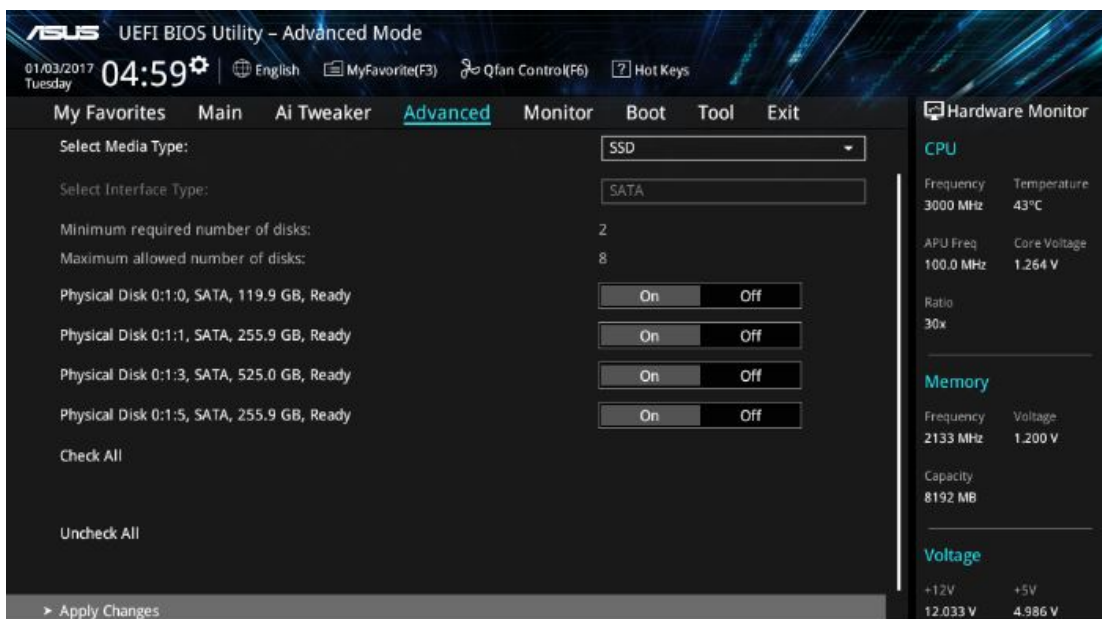 ASUS UEFI BIOS Utility – Advanced Mode
01/03/2017 Tuesday 04:59 English MyFavorite(F3) Qfan Control(F6) ? Hot Keys
My Favorites Main Ai Tweaker Advanced Monitor Boot Tool Exit
Select Media Type: SSD
Select Interface Type: SATA
Minimum required number of disks: 2
Maximum allowed number of disks: 8
Physical Disk 0:1:0, SATA, 119.9 GB, Ready On Off
Physical Disk 0:1:1, SATA, 255.9 GB, Ready On Off
Physical Disk 0:1:3, SATA, 525.0 GB, Ready On Off
Physical Disk 0:1:5, SATA, 255.9 GB, Ready On Off
Check All
Uncheck All
> Apply Changes
Hardware Monitor
CPU
Frequency Temperature
3000 MHz 43°C
APU Freq Core Voltage
100.0 MHz 1.264 V
Ratio
30x
Memory
Frequency Voltage
2133 MHz 1.200 V
Capacity
8192 MB
Voltage
+12V +5V
12.033 V 4.986 V